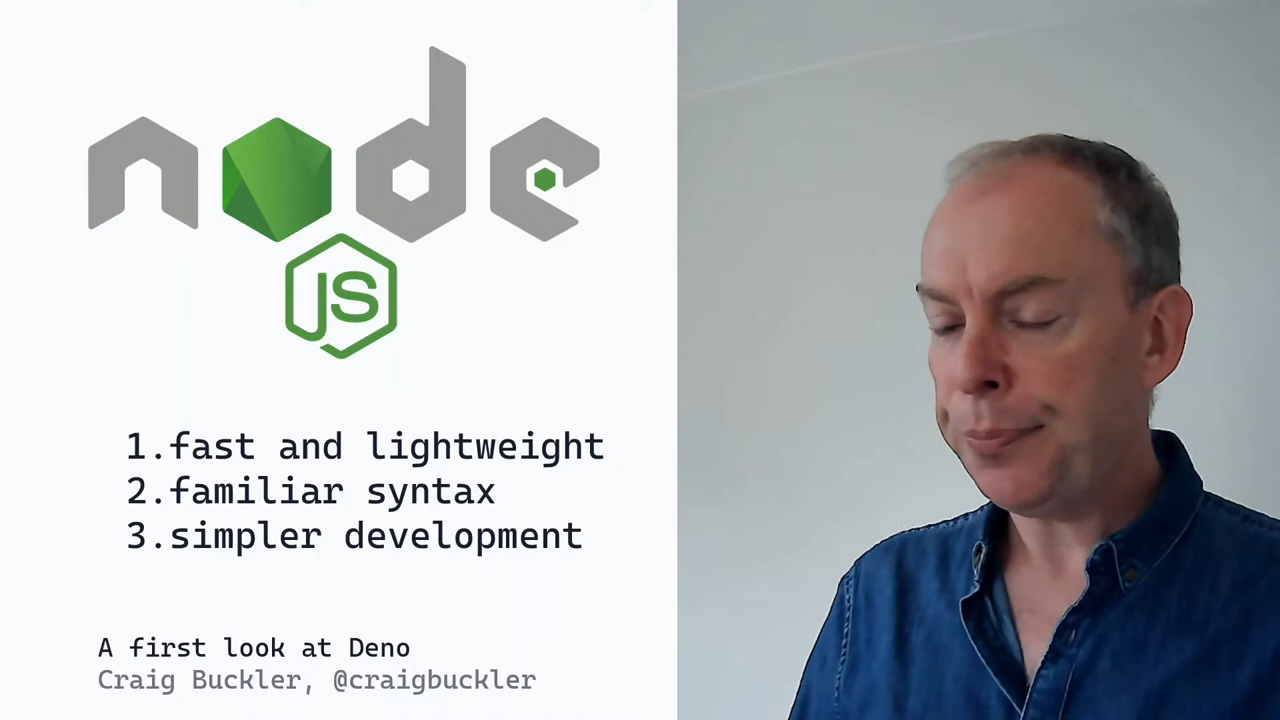 node
JS
1.fast and lightweight
2.familiar syntax
3.simpler development
A first look at Deno
Craig Buckler, @craigbuckler